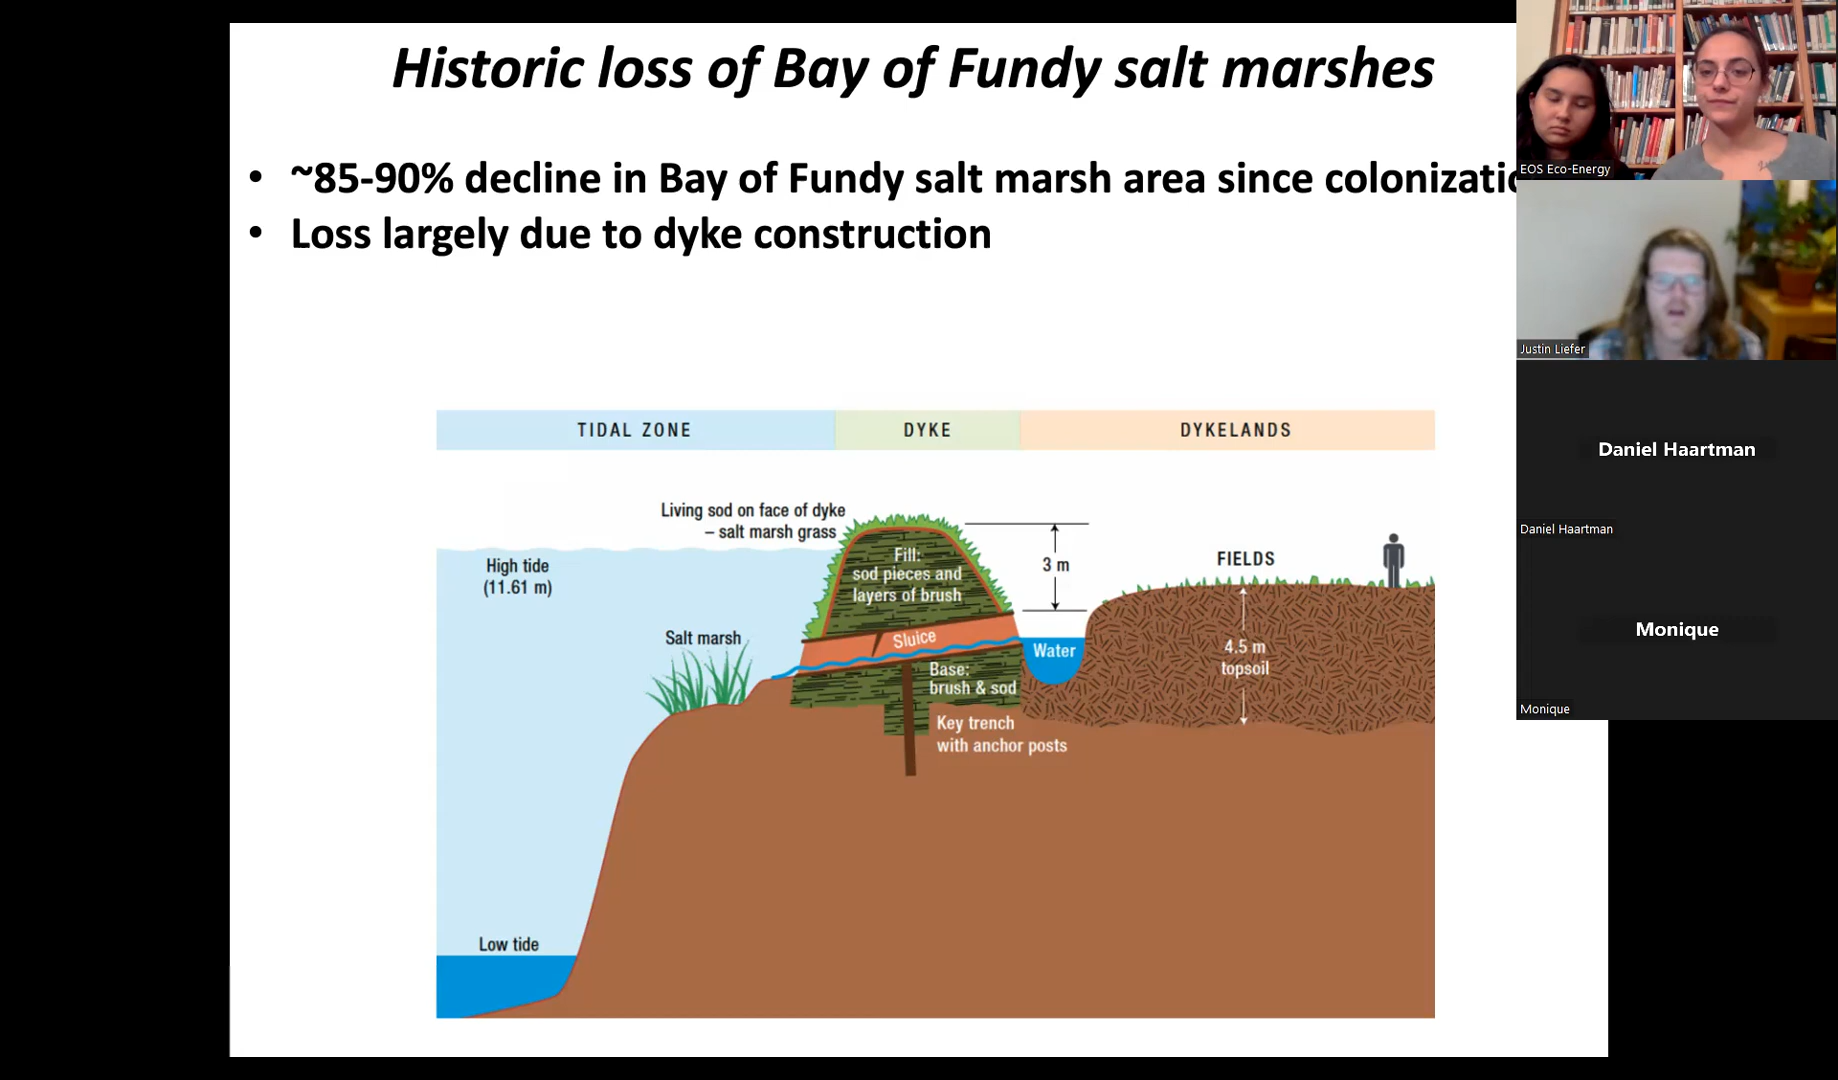 Historic loss of Bay of Fundy salt marshes
• ~85-90% decline in Bay of Fundy salt marsh area since
• Loss largely due to dyke construction
TIDAL ZONE
DYKE
DYKELANDS
Living sod on face of dyke
– salt marsh grass
High tide
(11.61 m)
Fill:
sod pieces and
layers of brush
3 m
FIELDS
Salt marsh
Sluice
Water
4.5 m
topsoil
Base:
brush & sod
Key trench
with anchor posts
Low tide
EOS Eco-Energy
Justin Liefer
Daniel Haartman
Daniel Haartman
Monique
Monique